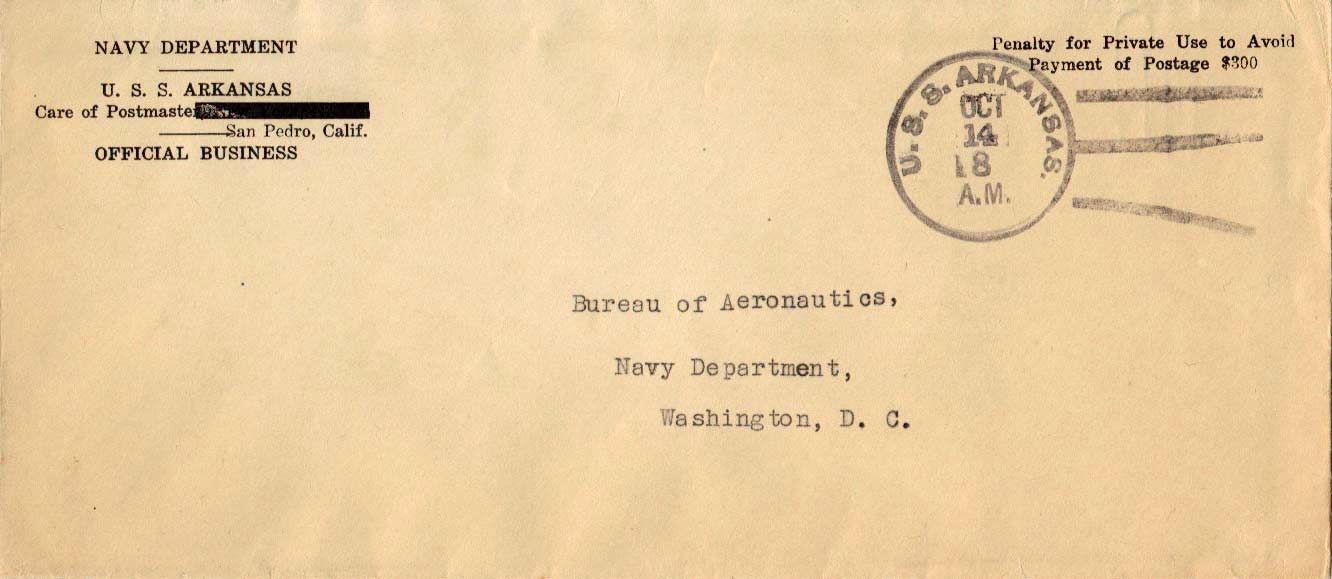 NAVY DEPARTMENT
U. S. S. ARKANSAS
Care of Postmaster
San Pedro, Calif.
OFFICIAL BUSINESS
Penalty for Private Use to Avoid
Payment of Postage $300
U. S. S. ARKANSAS.
OCT
14
8
A.M.
Bureau of Aeronautics,
Navy Department,
Washington, D. C.